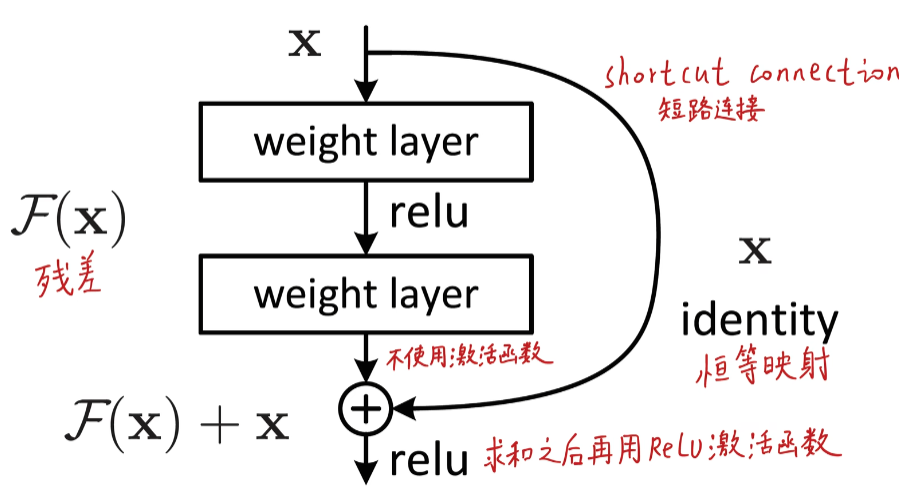 x
shortcut connection
短路连接
weight layer
relu
F(x)
残差
x
weight layer
identity
不使用激活函数
恒等映射
F(x) + x
+
relu 求和之后再用ReLU激活函数